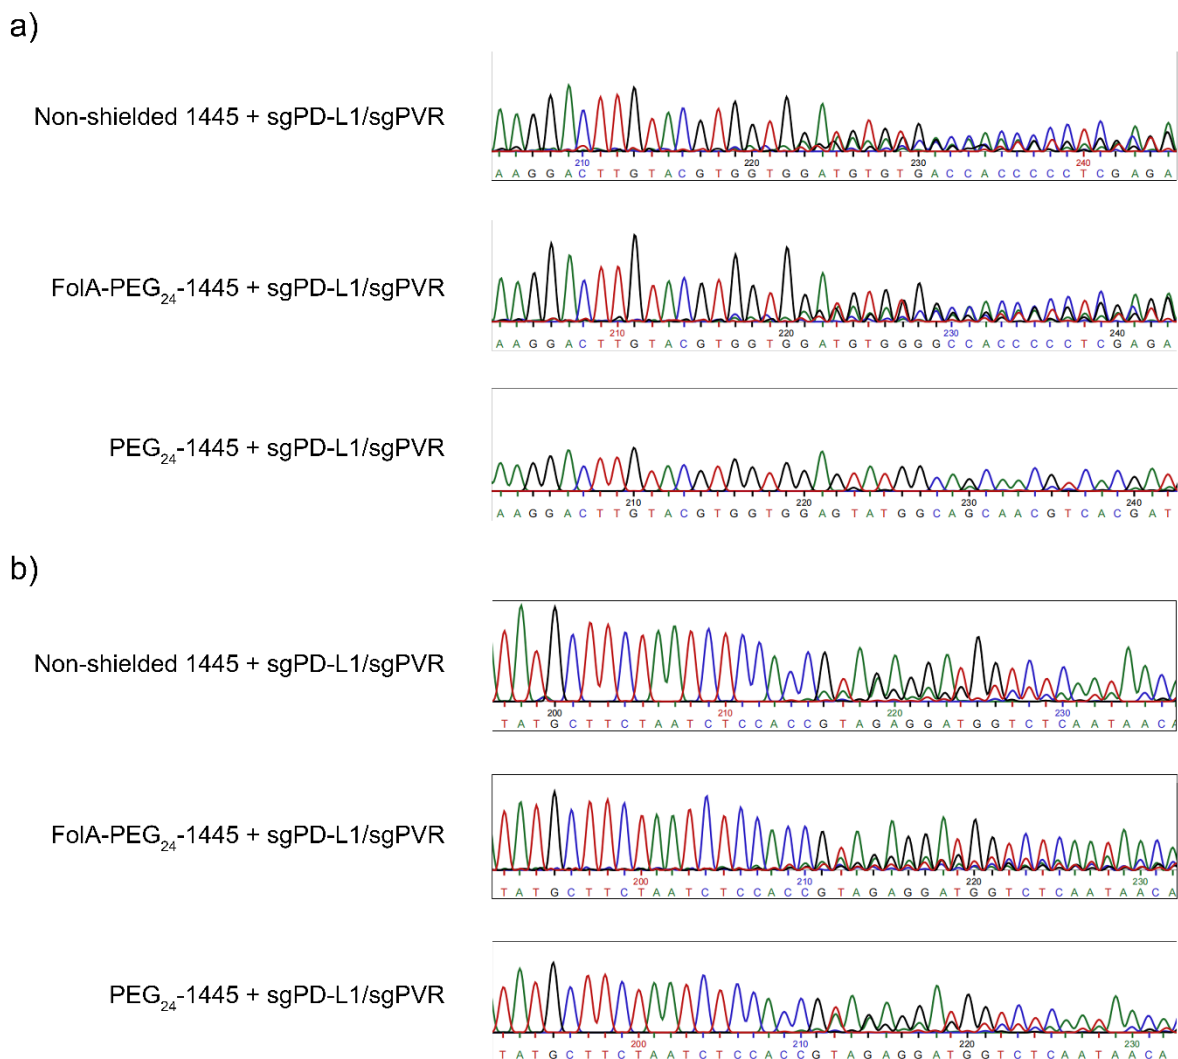 a)
Non-shielded 1445 + sgPD-L1/sgPVR
210 220 230 240
A A G G A C T T G T A C G T G G T G G A T G T G T G A C C A C C C C C T C G A G A
FolA-PEG24-1445 + sgPD-L1/sgPVR
210 220 230 240
A A G G A C T T G T A C G T G G T G G A T G T G G G G C C A C C C C C T C G A G A
PEG24-1445 + sgPD-L1/sgPVR
210 220 230 240
A A G G A C T T G T A C G T G G T G G A G T A T G G C A G C A A C G T C A C G A T
b)
Non-shielded 1445 + sgPD-L1/sgPVR
200 210 220 230
T A T G C T T C T A A T C T C C A C C G T A G A G G A T G G T C T C A A T A A C A
FolA-PEG24-1445 + sgPD-L1/sgPVR
200 210 220 230
T A T G C T T C T A A T C T C C A C C G T A G A G G A T G G T C T C A A T A A C A
PEG24-1445 + sgPD-L1/sgPVR
200 210 220 230
T A T G C T T C T A A T C T C C A C C G T A G A G G A T G G T C T C A A T A A C A